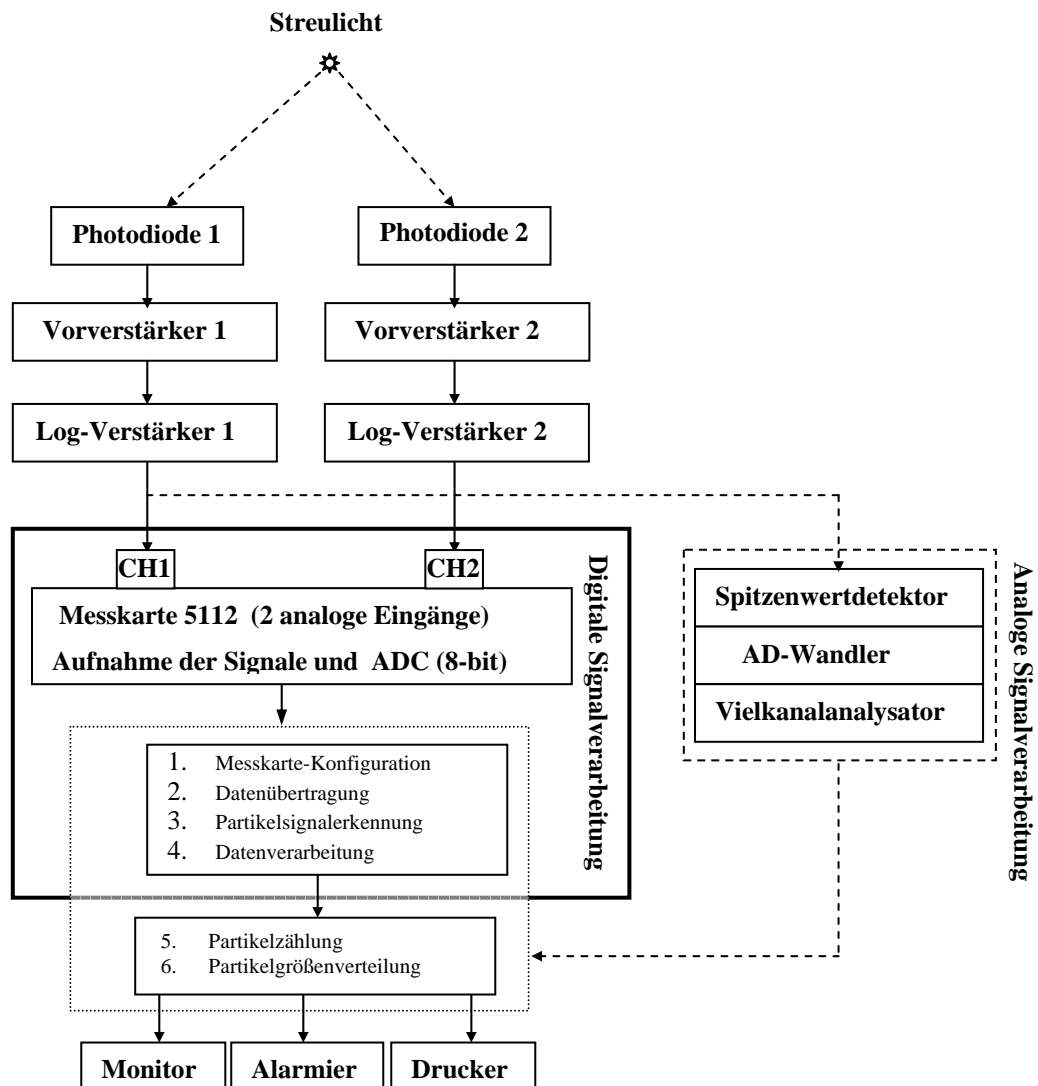 Streulicht
Photodiode 1
Photodiode 2
Vorverstärker 1
Vorverstärker 2
Log-Verstärker 1
Log-Verstärker 2
CH1
CH2
Messkarte 5112 (2 analoge Eingänge)
Aufnahme der Signale und ADC (8-bit)
Digitale Signalverarbeitung
Spitzenwertdetektor
AD-Wandler
Vielkanalanalysator
Analoge Signalverarbeitung
1. Messkarte-Konfiguration
2. Datenübertragung
3. Partikelsignalerkennung
4. Datenverarbeitung
5. Partikelzählung
6. Partikelgrößenverteilung
Monitor
Alarmier
Drucker